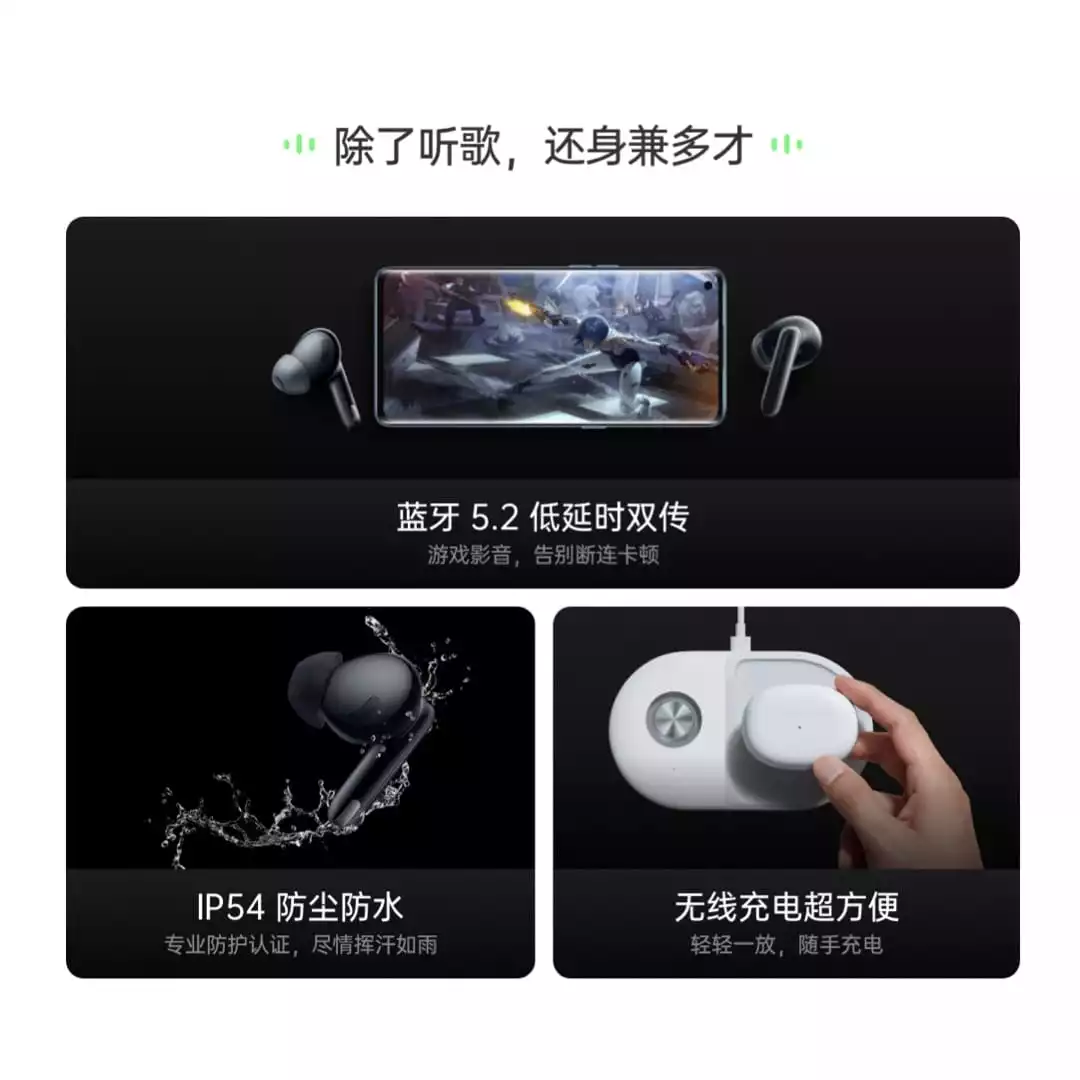 除了听歌，还身兼多才
蓝牙 5.2 低延时双传
游戏影音，告别断连卡顿
IP54 防尘防水
专业防护认证，尽情挥汗如雨
无线充电超方便
轻轻一放，随手充电